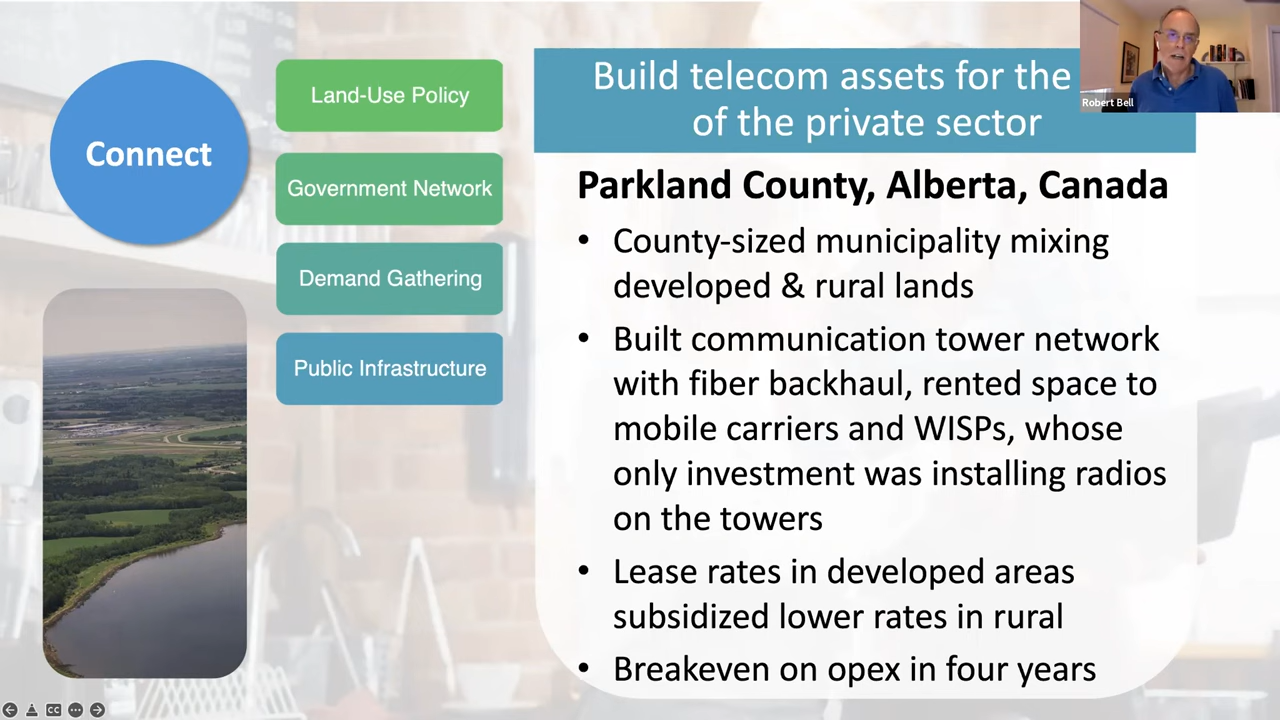 Connect
Land-Use Policy
Government Network
Demand Gathering
Public Infrastructure
Build telecom assets for the
of the private sector
Robert Bell
Parkland County, Alberta, Canada
• County-sized municipality mixing
developed & rural lands
• Built communication tower network
with fiber backhaul, rented space to
mobile carriers and WISPs, whose
only investment was installing radios
on the towers
• Lease rates in developed areas
subsidized lower rates in rural
• Breakeven on opex in four years
CC